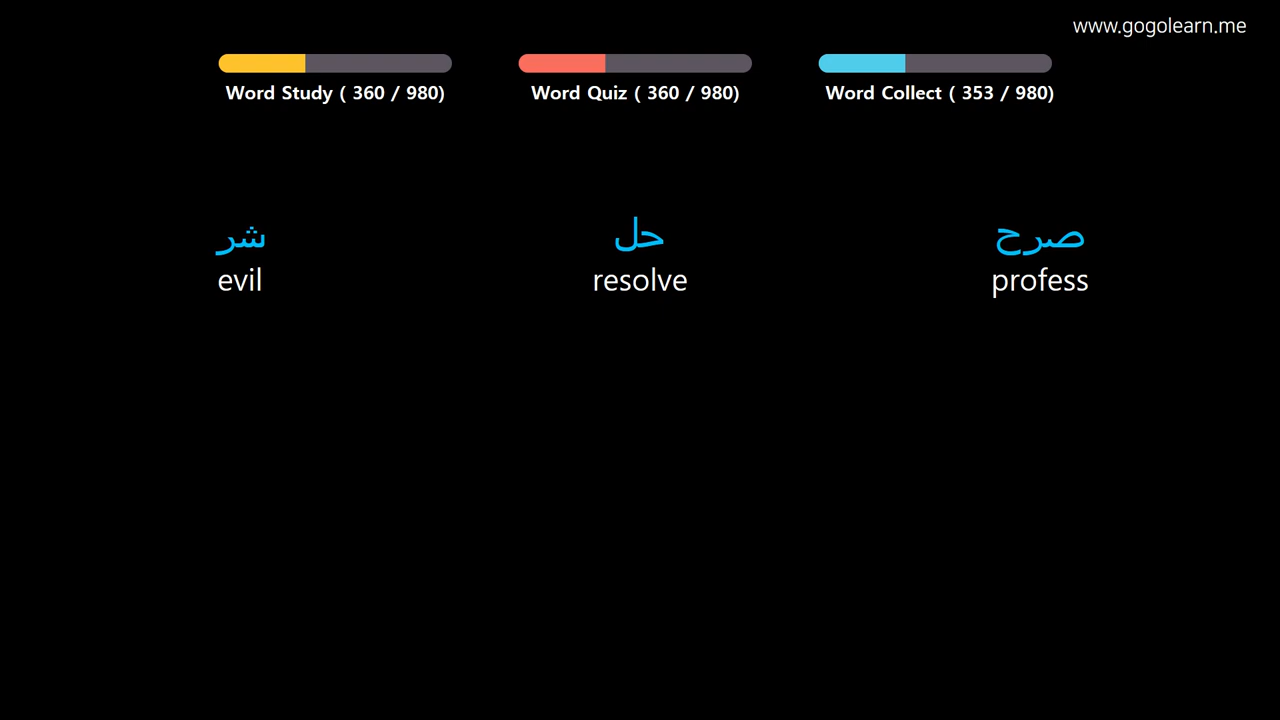 www.gogolearn.me
Word Study ( 360 / 980)
Word Quiz ( 360 / 980)
Word Collect ( 353 / 980)
شر
evil
حل
resolve
صرح
profess